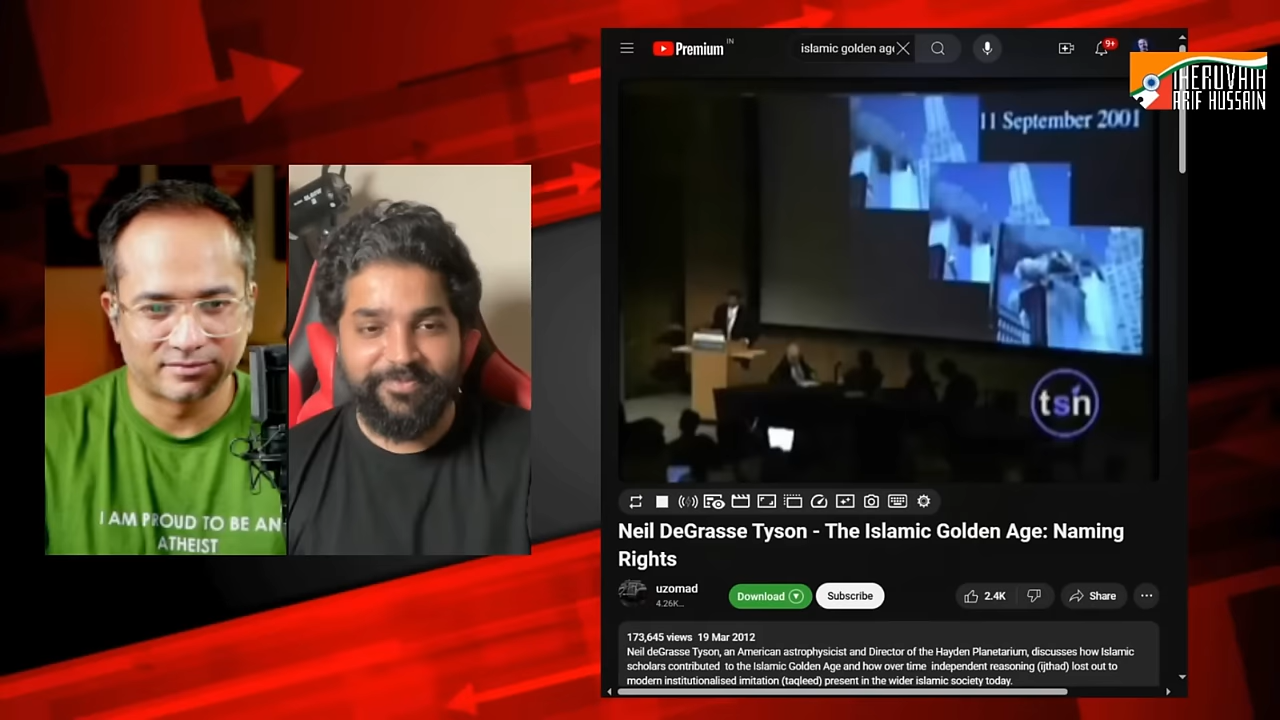 Premium IN
islamic golden age
9+
THERUVATH
ARIF HUSSAIN
11 September 2001
tsn
I AM PROUD TO BE AN
ATHEIST
Neil DeGrasse Tyson - The Islamic Golden Age: Naming
Rights
uzomad
4.26K...
Download
Subscribe
2.4K
Share
173,645 views 19 Mar 2012
Neil deGrasse Tyson, an American astrophysicist and Director of the Hayden Planetarium, discusses how Islamic
scholars contributed to the Islamic Golden Age and how over time independent reasoning (ijthad) lost out to
modern institutionalised imitation (taqleed) present in the wider islamic society today.